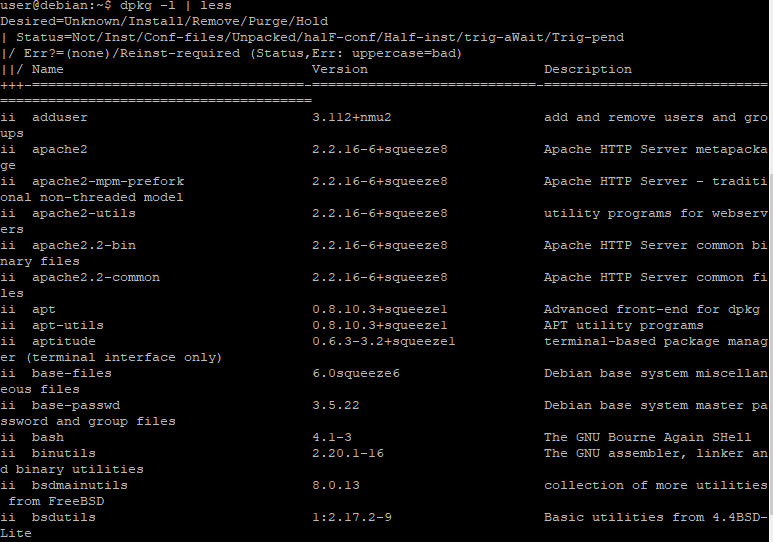 user@debian:~$ dpkg -l | less
Desired=Unknown/Install/Remove/Purge/Hold
| Status=Not/Inst/Conf-files/Unpacked/halF-conf/Half-inst/trig-aWait/Trig-pend
|/ Err?=(none)/Reinst-required (Status,Err: uppercase=bad)
||/ Name                               Version                      Description
+++-==================================-============================-============================
=======================================
ii  adduser                            3.112+nmu2                   add and remove users and gro
ups
ii  apache2                            2.2.16-6+squeeze8            Apache HTTP Server metapacka
ge
ii  apache2-mpm-prefork                2.2.16-6+squeeze8            Apache HTTP Server - traditi
onal non-threaded model
ii  apache2-utils                      2.2.16-6+squeeze8            utility programs for webserv
ers
ii  apache2.2-bin                      2.2.16-6+squeeze8            Apache HTTP Server common bi
nary files
ii  apache2.2-common                   2.2.16-6+squeeze8            Apache HTTP Server common fi
les
ii  apt                                0.8.10.3+squeeze1            Advanced front-end for dpkg
ii  apt-utils                          0.8.10.3+squeeze1            APT utility programs
ii  aptitude                           0.6.3-3.2+squeeze1           terminal-based package manag
er (terminal interface only)
ii  base-files                         6.0squeeze6                  Debian base system miscellan
eous files
ii  base-passwd                        3.5.22                       Debian base system master pa
ssword and group files
ii  bash                               4.1-3                        The GNU Bourne Again SHell
ii  binutils                           2.20.1-16                    The GNU assembler, linker an
d binary utilities
ii  bsdmainutils                       8.0.13                       collection of more utilities
 from FreeBSD
ii  bsdutils                           1:2.17.2-9                   Basic utilities from 4.4BSD-
Lite